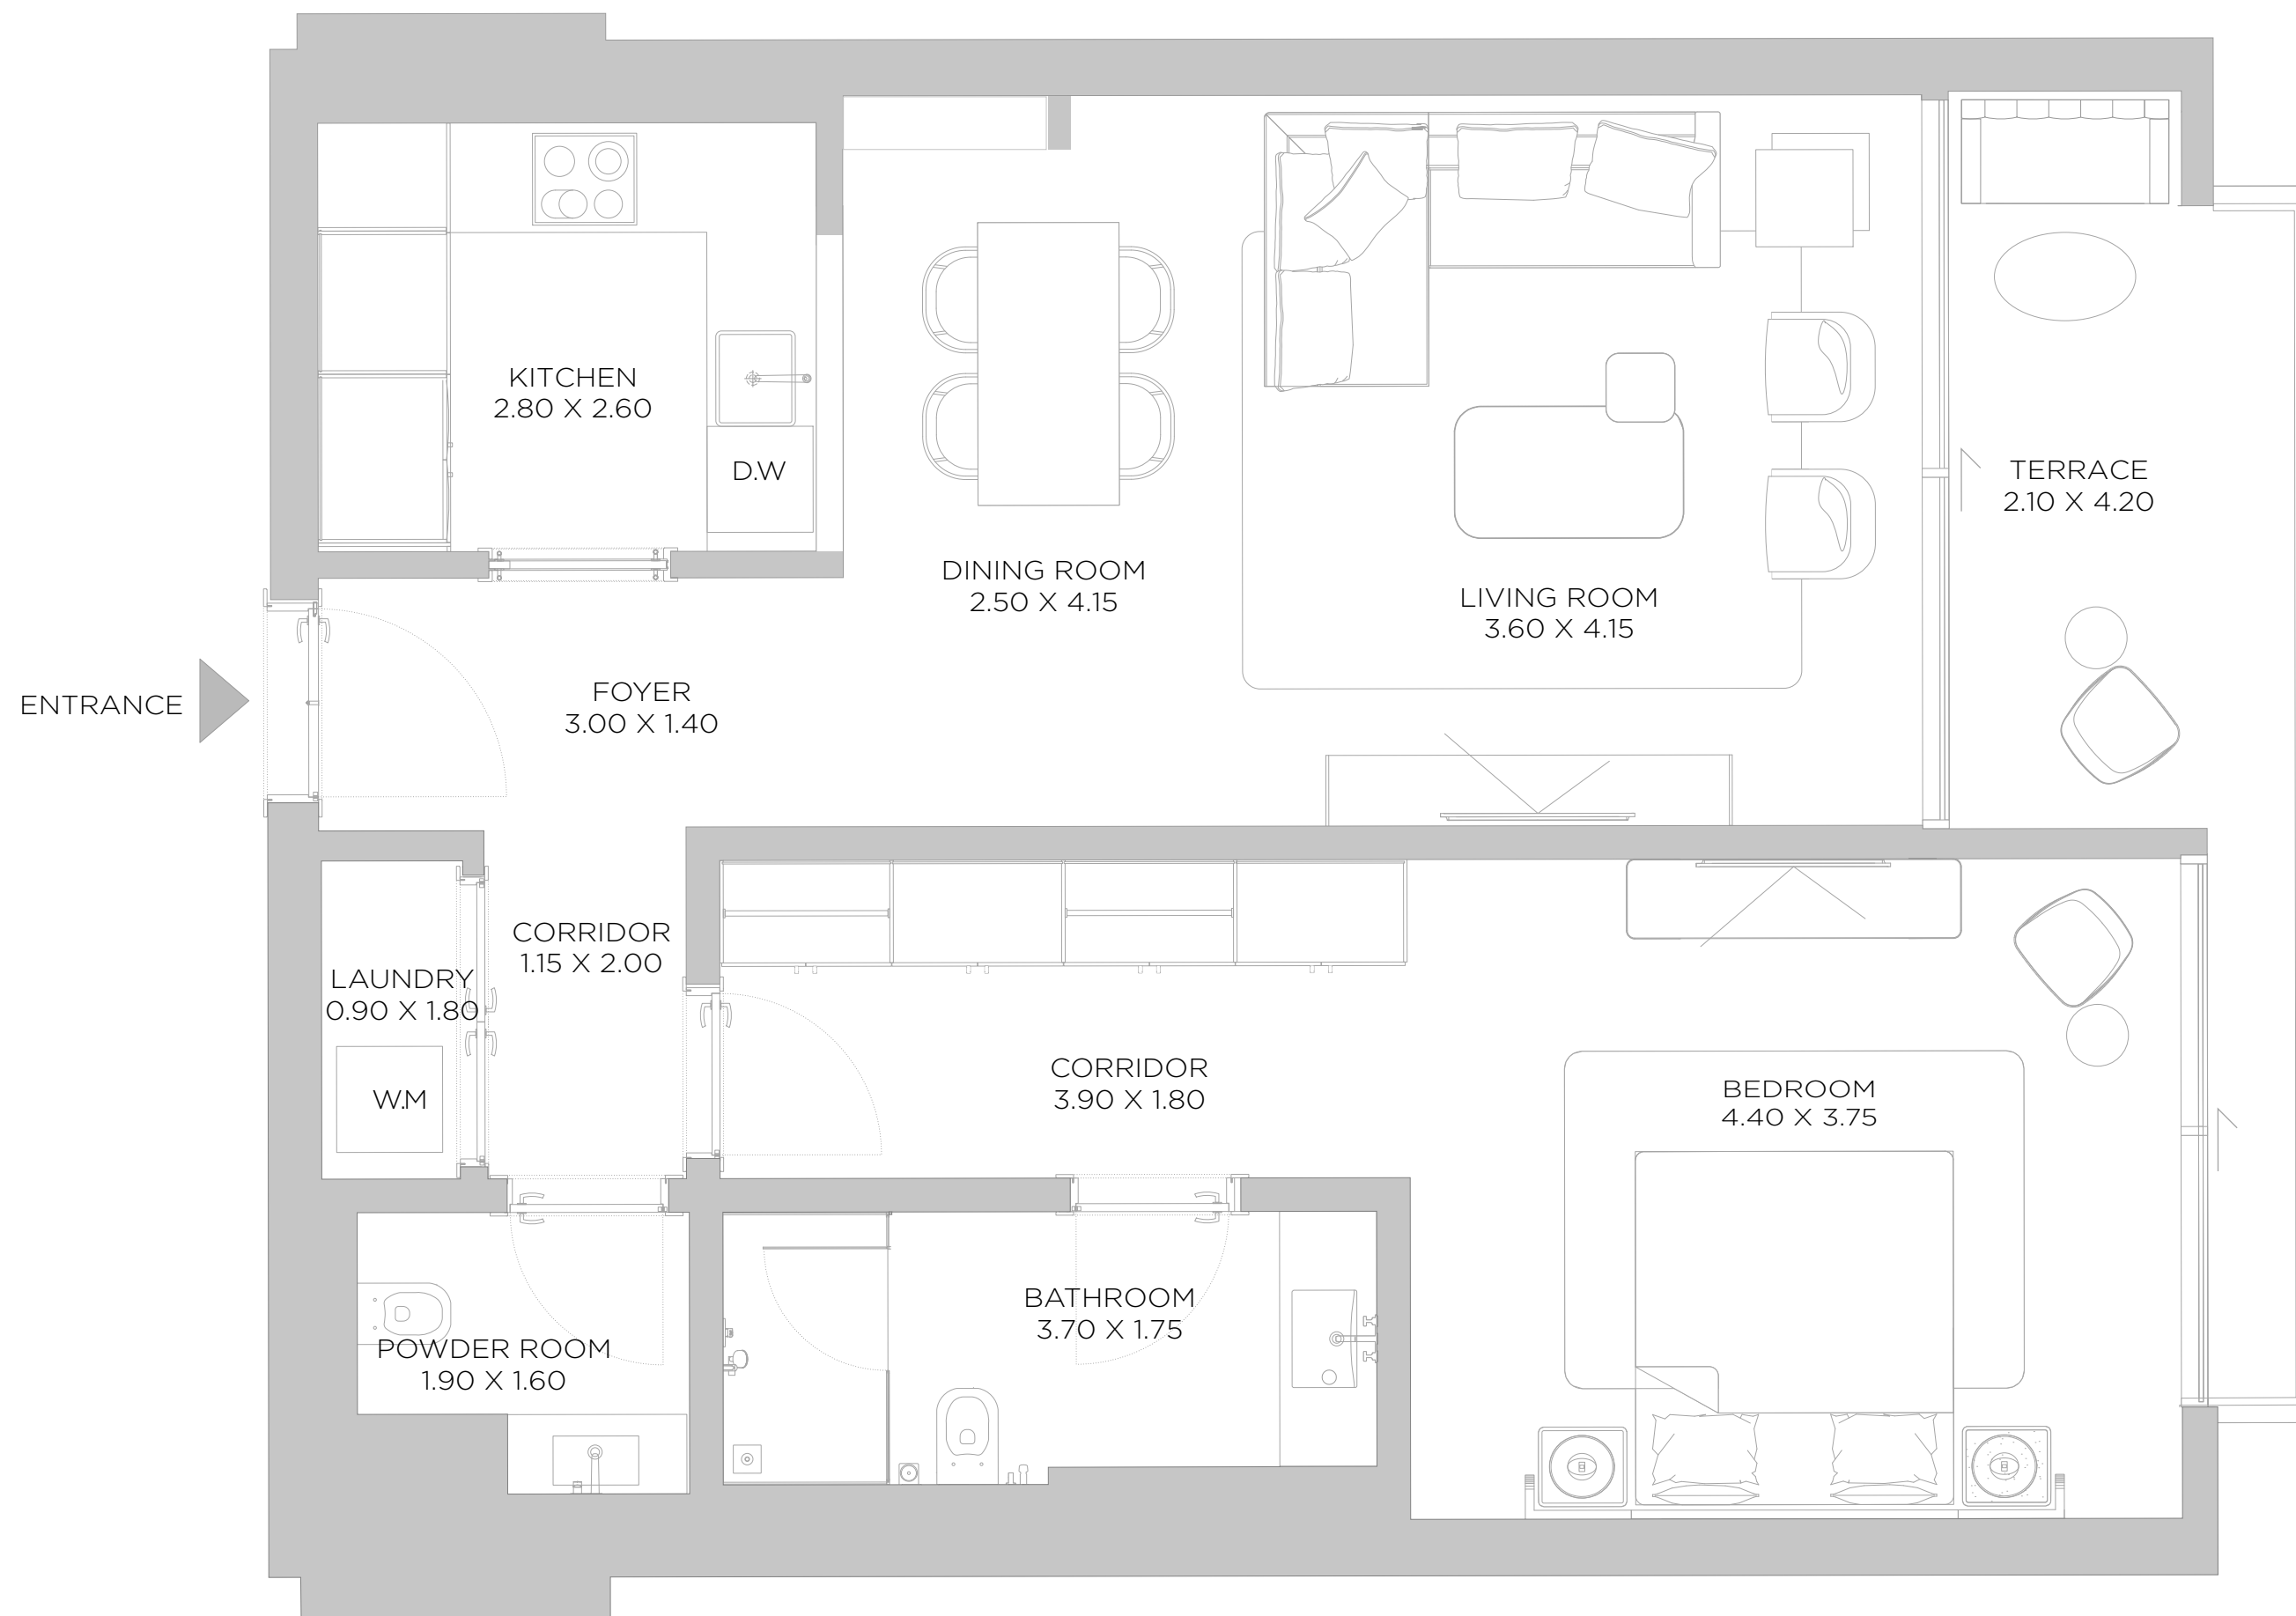 KITCHEN
2.80 X 2.60
D.W
DINING ROOM
2.50 X 4.15
LIVING ROOM
3.60 X 4.15
TERRACE
2.10 X 4.20
ENTRANCE
FOYER
3.00 X 1.40
CORRIDOR
1.15 X 2.00
LAUNDRY
0.90 X 1.80
W.M
CORRIDOR
3.90 X 1.80
BEDROOM
4.40 X 3.75
POWDER ROOM
1.90 X 1.60
BATHROOM
3.70 X 1.75